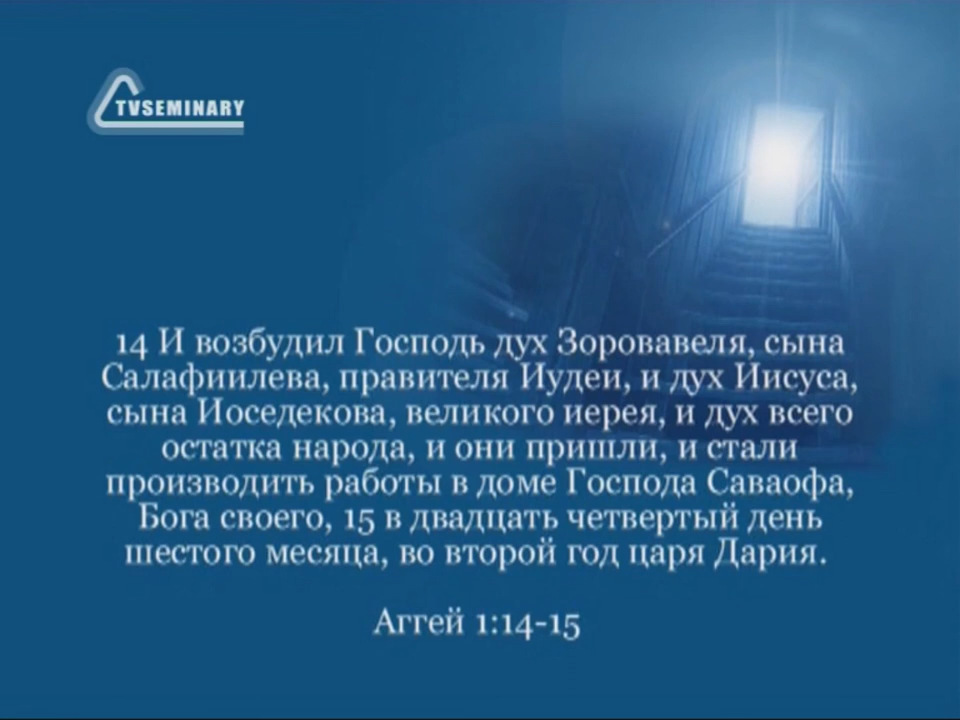 TVSEMINARY
14 И возбудил Господь дух Зоровавеля, сына
Салафиилева, правителя Иудеи, и дух Иисуса,
сына Иоседекова, великого иерея, и дух всего
остатка народа, и они пришли, и стали
производить работы в доме Господа Саваофа,
Бога своего, 15 в двадцать четвертый день
шестого месяца, во второй год царя Дария.
Аггей 1:14-15